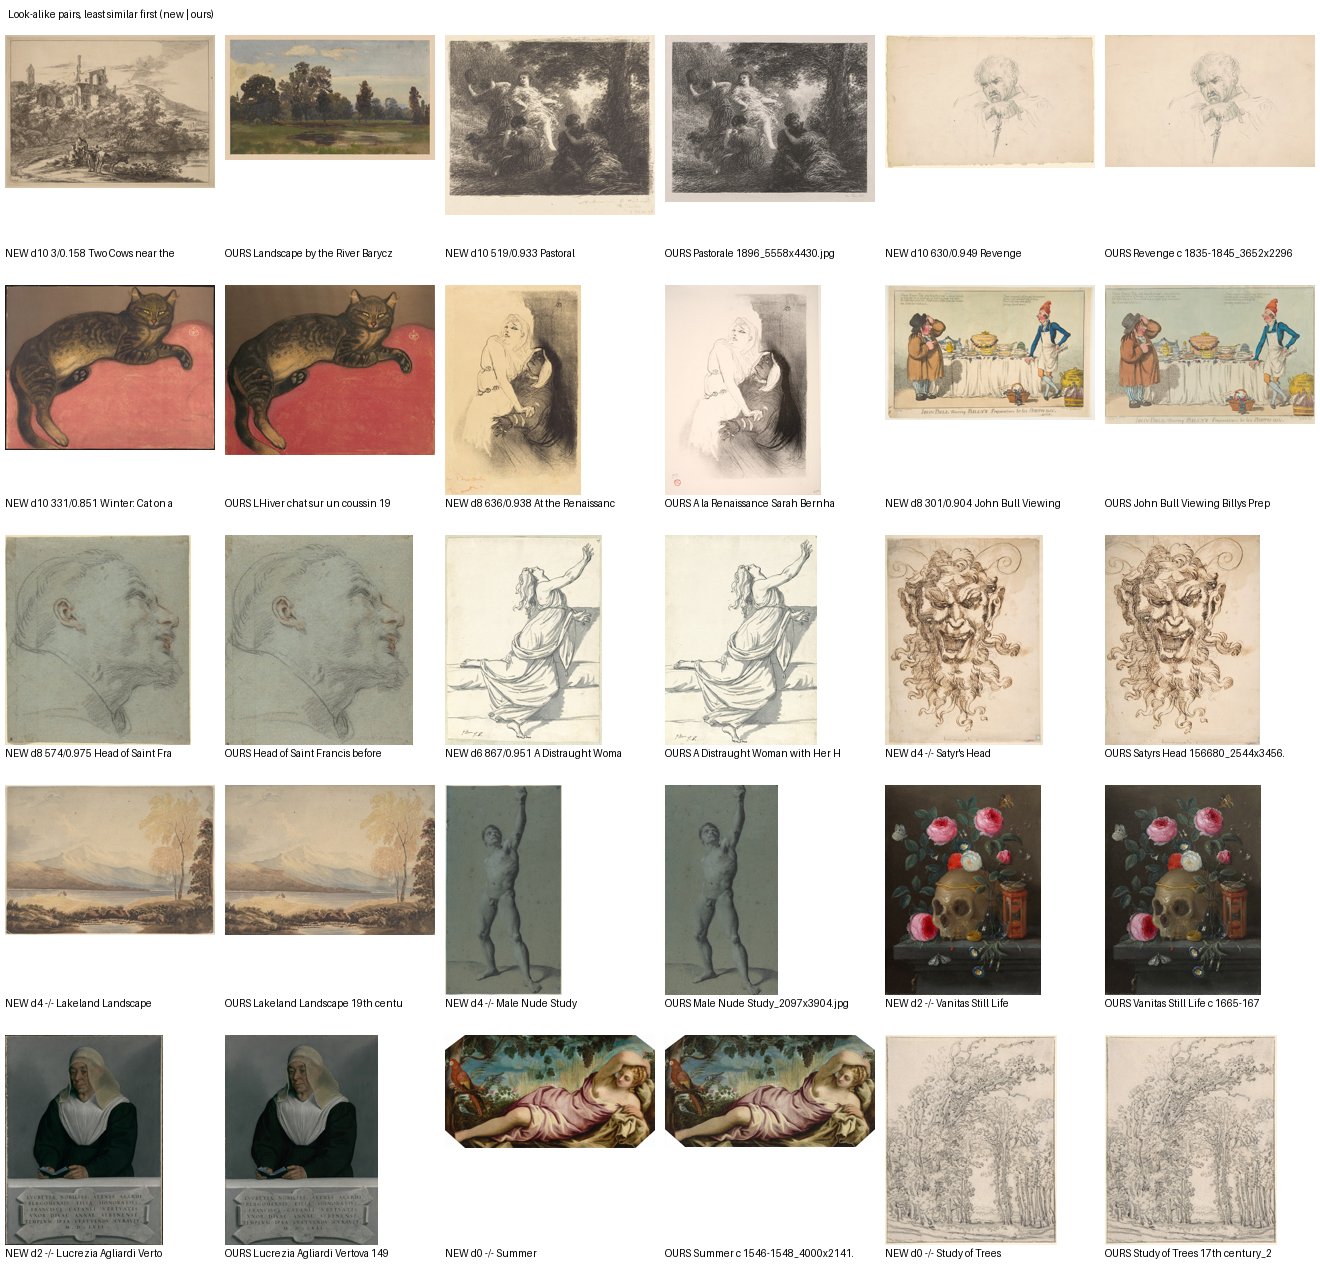 Look-alike pairs, least similar first (new | ours)
NEW d10 3/0.158 Two Cows near the
OURS Landscape by the River Barycz
NEW d10 519/0.933 Pastoral
OURS Pastorale 1896_5558x4430.jpg
NEW d10 630/0.949 Revenge
OURS Revenge c 1835-1845_3652x2296
JOHN BULL Viewing BILLY'S Preparations for his BIRTH-DAY.
NEW d10 331/0.851 Winter: Cat on a
OURS LHiver chat sur un coussin 19
NEW d8 636/0.938 At the Renaissanc
OURS A la Renaissance Sarah Bernha
NEW d8 301/0.904 John Bull Viewing
OURS John Bull Viewing Billys Prep
NEW d8 574/0.975 Head of Saint Fra
OURS Head of Saint Francis before
NEW d6 867/0.951 A Distraught Woma
OURS A Distraught Woman with Her H
NEW d4 -/- Satyr's Head
OURS Satyrs Head 156680_2544x3456.
NEW d4 -/- Lakeland Landscape
OURS Lakeland Landscape 19th centu
NEW d4 -/- Male Nude Study
OURS Male Nude Study_2097x3904.jpg
NEW d2 -/- Vanitas Still Life
OURS Vanitas Still Life c 1665-167
NEW d2 -/- Lucrezia Agliardi Verto
OURS Lucrezia Agliardi Vertova 149
NEW d0 -/- Summer
OURS Summer c 1546-1548_4000x2141.
NEW d0 -/- Study of Trees
OURS Study of Trees 17th century_2